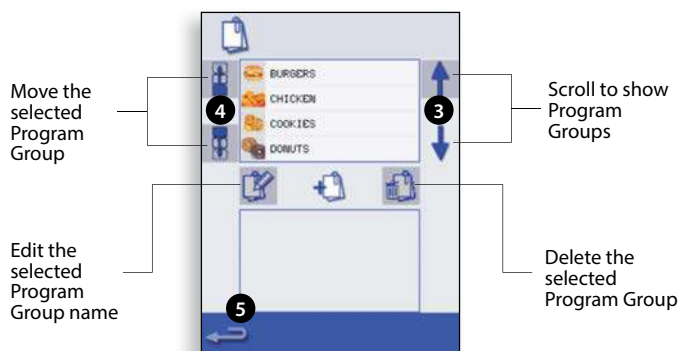 Move the
selected
Program
Group
4
BURGERS
CHICKEN
COOKIES
DONUTS
3
Scroll to show
Program
Groups
Edit the
selected
Program
Group name
Delete the
selected
Program Group
5